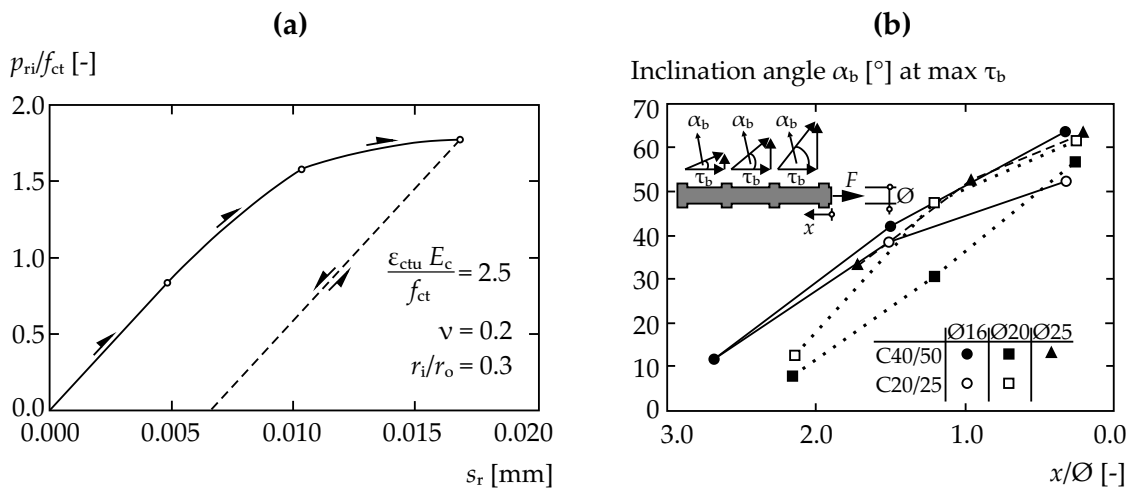 (a)
p_ri/f_ct [-]
2.0
1.5
1.0
0.5
0.0
0.000 0.005 0.010 0.015 0.020
s_r [mm]
ε_ctu E_c
f_ct
= 2.5
ν = 0.2
r_i/r_o = 0.3
(b)
Inclination angle α_b [°] at max τ_b
70
60
50
40
30
20
10
0
3.0 2.0 1.0 0.0
x/Ø [-]
α_b α_b α_b
τ_b τ_b τ_b
F
Ø
x
Ø16 Ø20 Ø25
C40/50
C20/25